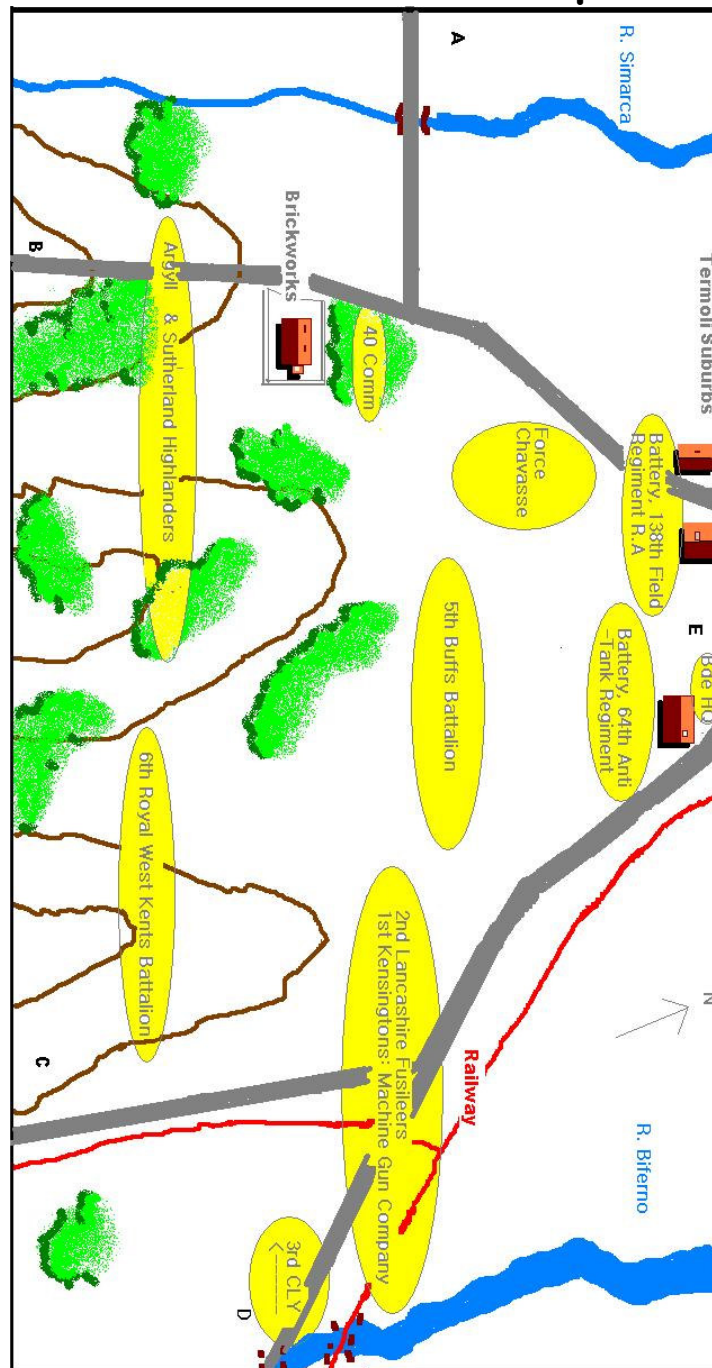 Termoli Suburbs
Bde HQ
N
E
R. Simarca
Battery, 138th Field
Regiment R.A
Battery, 64th Anti
-Tank Regiment
R. Biferno
Force
Chavasse
A
5th Buffs Battalion
Railway
2nd Lancashire Fusileers
1st Kensingtons: Machine Gun Company
40 Comm
Brickworks
3rd CLY
D
Argyll & Sutherland Highlanders
6th Royal West Kents Battalion
B
C